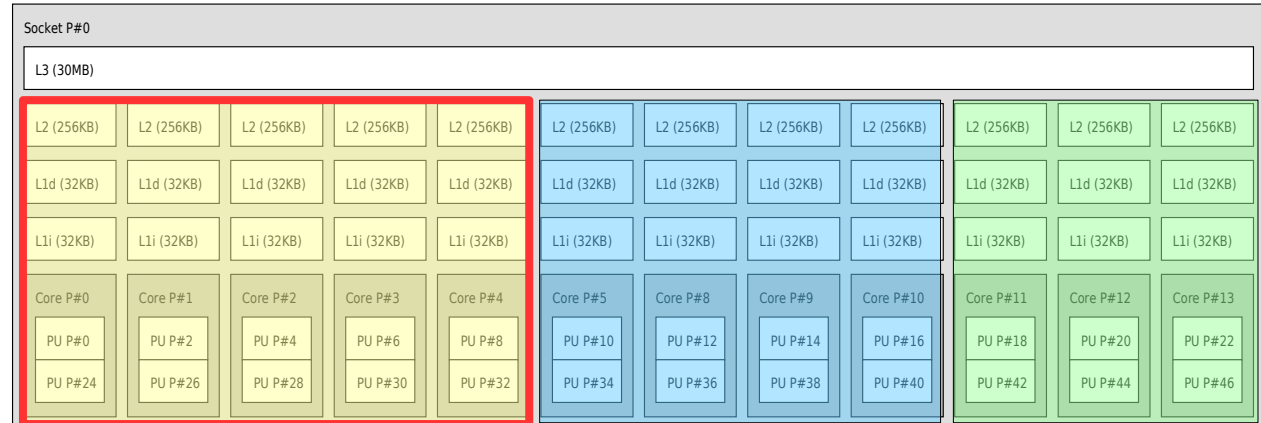 Socket P#0
L3 (30MB)
L2 (256KB) L2 (256KB) L2 (256KB) L2 (256KB) L2 (256KB) L2 (256KB) L2 (256KB) L2 (256KB) L2 (256KB) L2 (256KB) L2 (256KB) L2 (256KB)
L1d (32KB) L1d (32KB) L1d (32KB) L1d (32KB) L1d (32KB) L1d (32KB) L1d (32KB) L1d (32KB) L1d (32KB) L1d (32KB) L1d (32KB) L1d (32KB)
L1i (32KB) L1i (32KB) L1i (32KB) L1i (32KB) L1i (32KB) L1i (32KB) L1i (32KB) L1i (32KB) L1i (32KB) L1i (32KB) L1i (32KB) L1i (32KB)
Core P#0 Core P#1 Core P#2 Core P#3 Core P#4 Core P#5 Core P#8 Core P#9 Core P#10 Core P#11 Core P#12 Core P#13
PU P#0 PU P#2 PU P#4 PU P#6 PU P#8 PU P#10 PU P#12 PU P#14 PU P#16 PU P#18 PU P#20 PU P#22
PU P#24 PU P#26 PU P#28 PU P#30 PU P#32 PU P#34 PU P#36 PU P#38 PU P#40 PU P#42 PU P#44 PU P#46